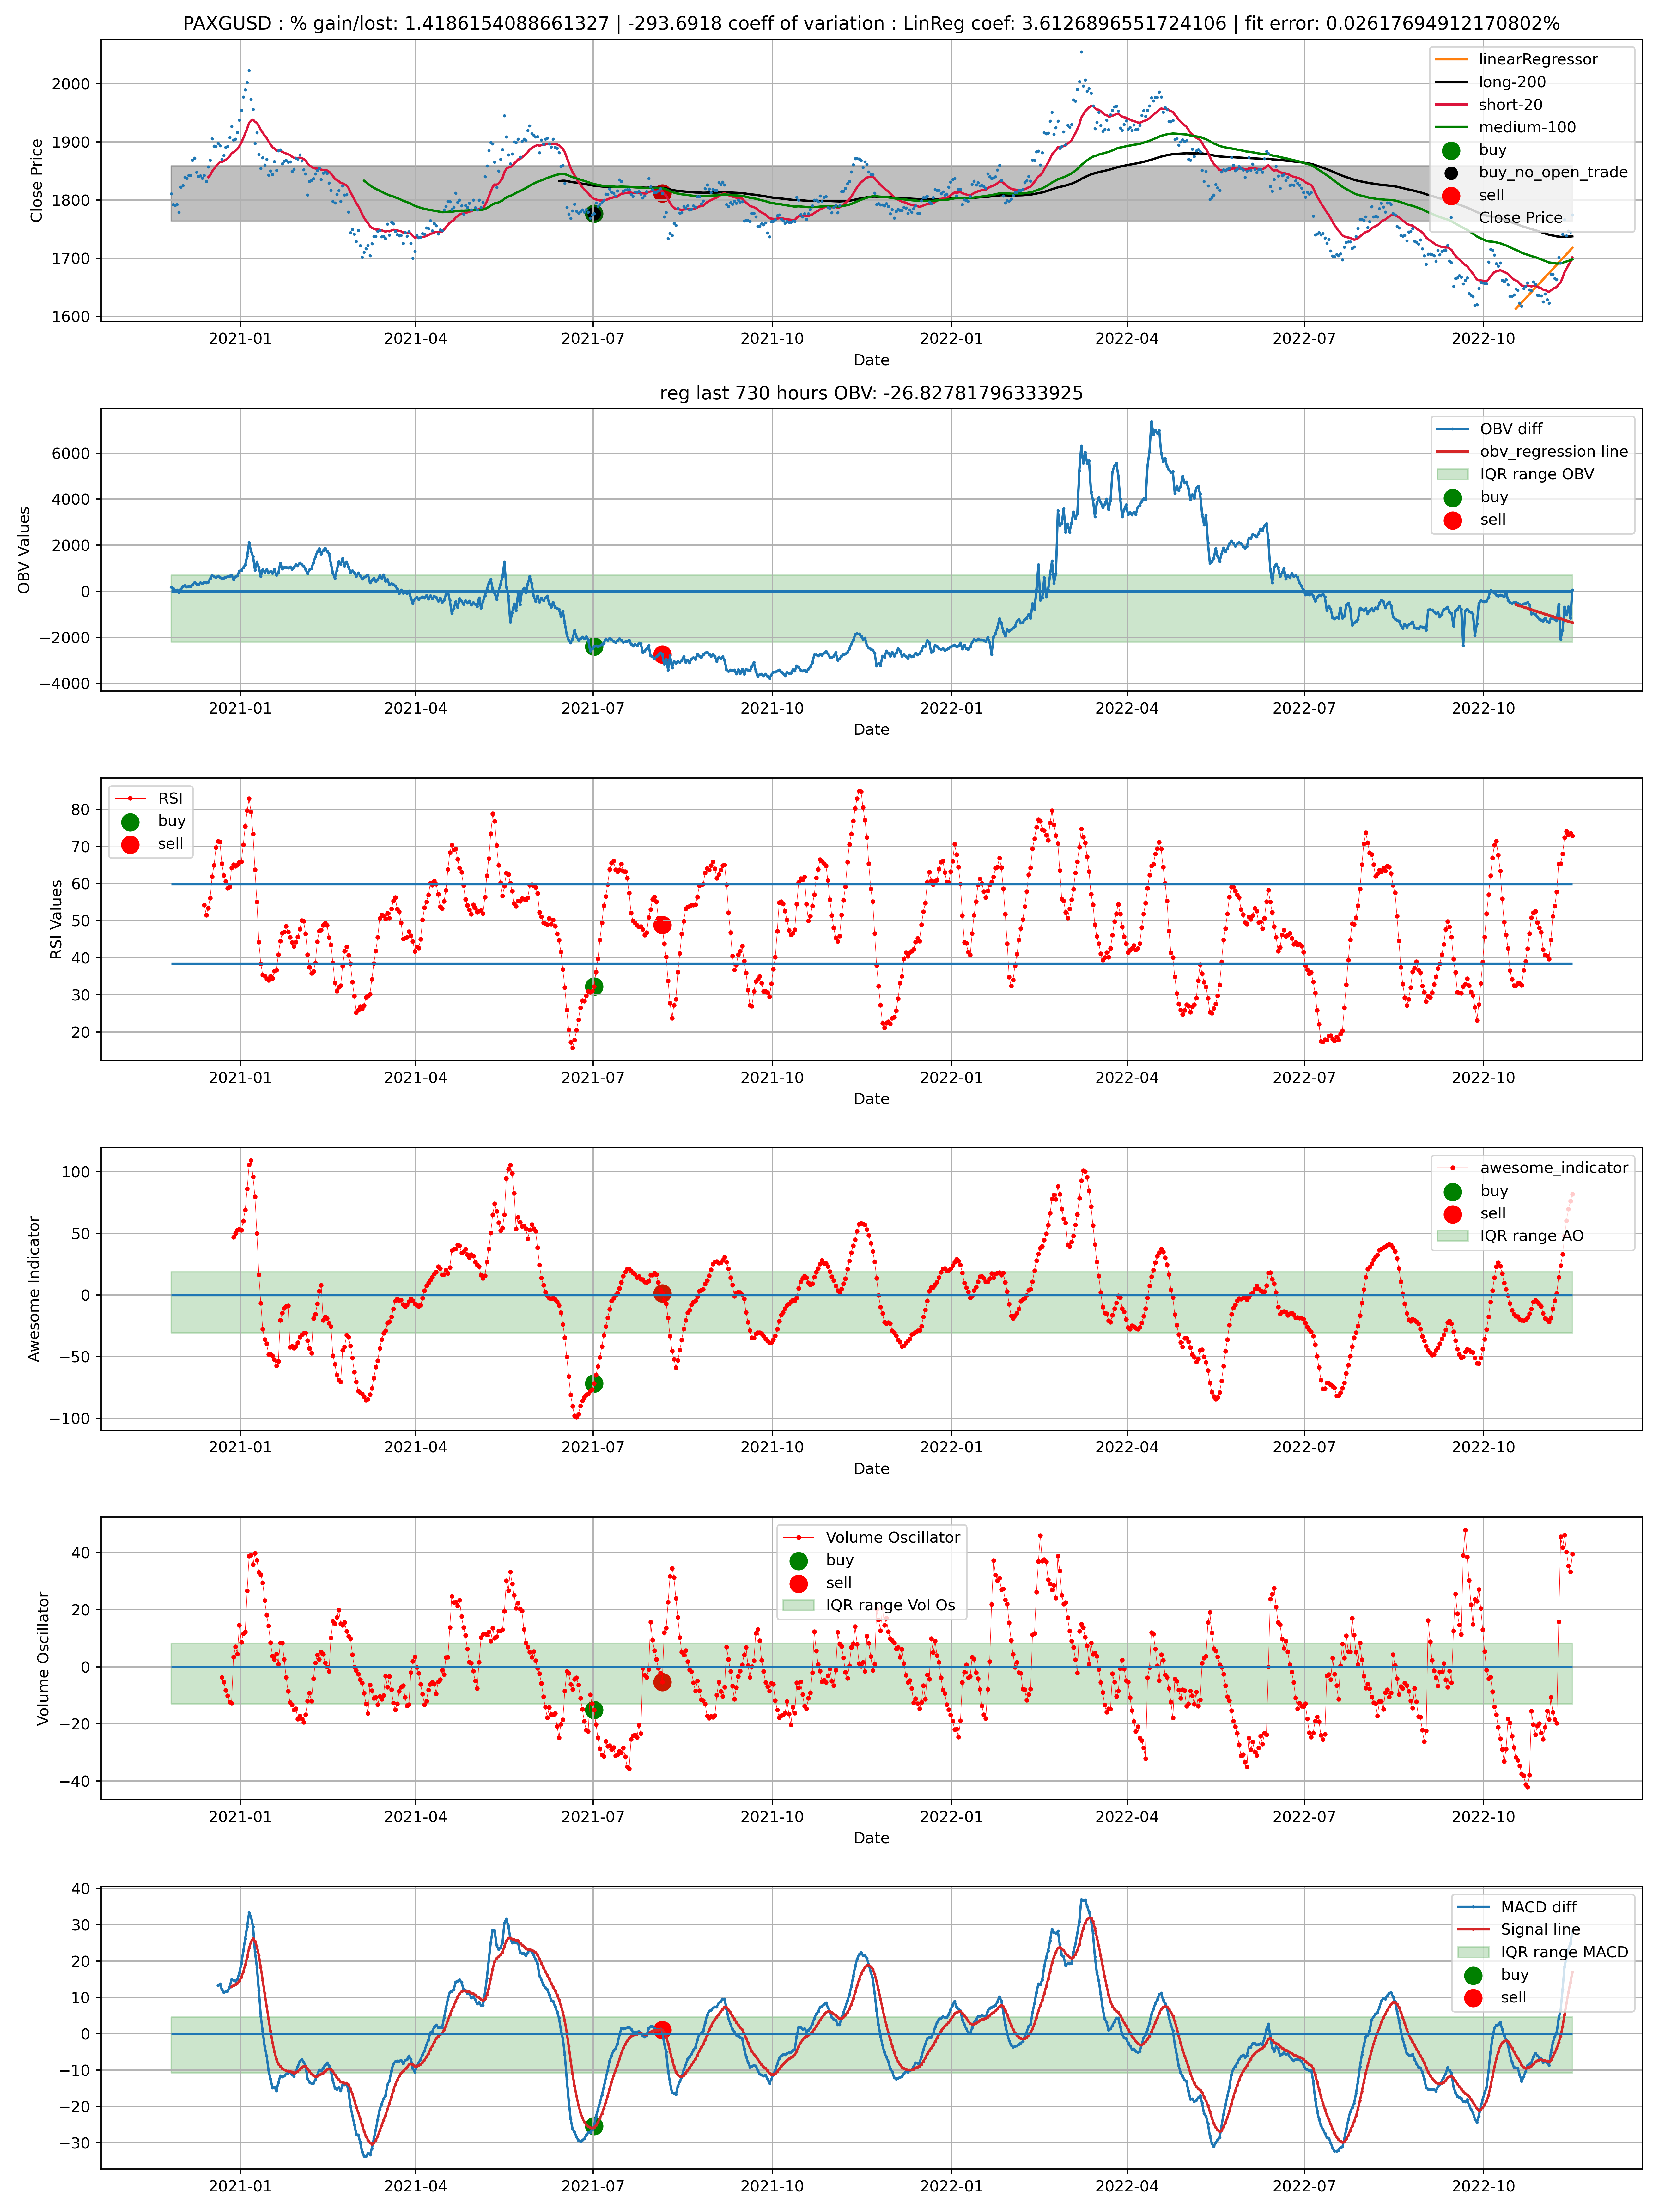 PAXGUSD : % gain/lost: 1.4186154088661327 | -293.6918 coeff of variation : LinReg coef: 3.6126896551724106 | fit error: 0.02617694912170802%
Close Price
2000
1900
1800
1700
1600
linearRegressor
long-200
short-20
medium-100
buy
buy_no_open_trade
sell
Close Price
2021-01
2021-04
2021-07
2021-10
2022-01
2022-04
2022-07
2022-10
Date
reg last 730 hours OBV: -26.82781796333925
OBV Values
6000
4000
2000
0
−2000
−4000
OBV diff
obv_regression line
IQR range OBV
buy
sell
2021-01
2021-04
2021-07
2021-10
2022-01
2022-04
2022-07
2022-10
Date
RSI Values
80
70
60
50
40
30
20
RSI
buy
sell
2021-01
2021-04
2021-07
2021-10
2022-01
2022-04
2022-07
2022-10
Date
Awesome Indicator
100
50
0
−50
−100
awesome_indicator
buy
sell
IQR range AO
2021-01
2021-04
2021-07
2021-10
2022-01
2022-04
2022-07
2022-10
Date
Volume Oscillator
40
20
0
−20
−40
Volume Oscillator
buy
sell
IQR range Vol Os
2021-01
2021-04
2021-07
2021-10
2022-01
2022-04
2022-07
2022-10
Date
40
30
20
10
0
−10
−20
−30
MACD diff
Signal line
IQR range MACD
buy
sell
2021-01
2021-04
2021-07
2021-10
2022-01
2022-04
2022-07
2022-10